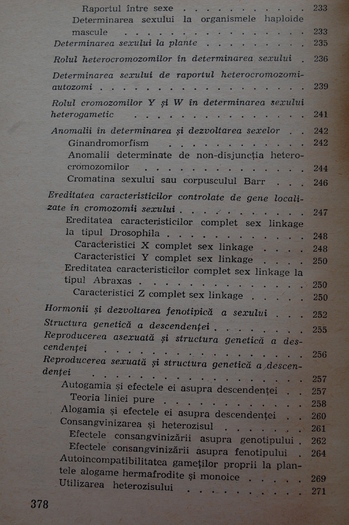 Raportul între sexe . . . . . . . . . . . 233
Determinarea sexului la organismele haploide
mascule . . . . . . . . . . . . . . . . 233
Determinarea sexului la plante . . . . . . . . . 235
Rolul heterocromozomilor în determinarea sexului . 236
Determinarea sexului de raportul heterocromozomi-
autozomi . . . . . . . . . . . . . . . . . 239
Rolul cromozomilor Y și W în determinarea sexului
heterogametic . . . . . . . . . . . . . . 241
Anomalii în determinarea și dezvoltarea sexelor . . 242
Ginandromorfism . . . . . . . . . . . . 242
Anomalii determinate de non-disjuncția hetero-
cromozomilor . . . . . . . . . . . . . . 244
Cromatina sexului sau corpusculul Barr . . . 246
Ereditatea caracteristicilor controlate de gene locali-
zate în cromozomii sexului . . . . . . . . . . 247
Ereditatea caracteristicilor complet sex linkage
la tipul Drosophila . . . . . . . . . . . . 248
Caracteristici X complet sex linkage . . . 248
Caracteristici Y complet sex linkage . . . 250
Ereditatea caracteristicilor complet sex linkage la
tipul Abraxas . . . . . . . . . . . . . . 250
Caracteristici Z complet sex linkage . . . . 250
Hormonii și dezvoltarea fenotipică a sexului . . . 252
Structura genetică a descendenței . . . . . . . . 255
Reproducerea asexuată și structura genetică a des-
cendenței . . . . . . . . . . . . . . . . 256
Reproducerea sexuată și structura genetică a descen-
denței . . . . . . . . . . . . . . . . . 257
Autogamia și efectele ei asupra descendenței . . 257
Teoria liniei pure . . . . . . . . . . . . 258
Alogamia și efectele ei asupra descendenței . . 260
Consangvinizarea și heterozisul . . . . . . . 261
Efectele consangvinizării asupra genotipului . 262
Efectele consangvinizării asupra fenotipului . 264
Autoincompatibilitatea gameților proprii la plan-
tele alogame hermafrodite și monoice . . . . 269
Utilizarea heterozisului . . . . . . . . . . 271
378